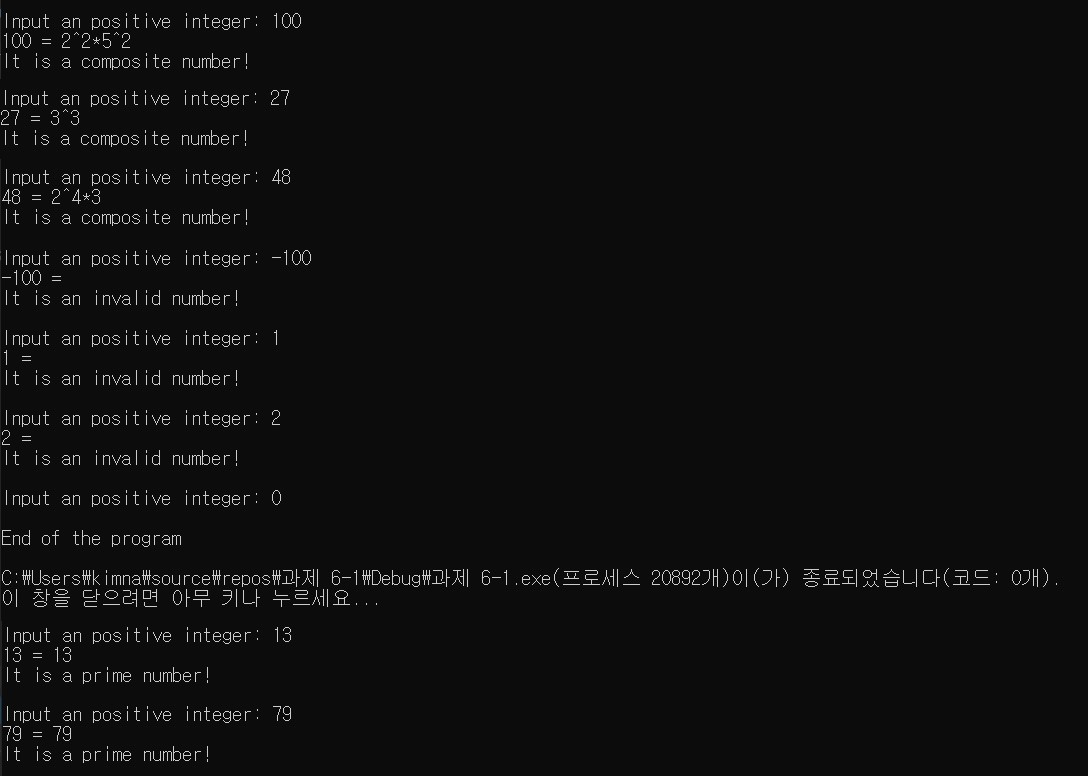 Input an positive integer: 100
100 = 2^2*5^2
It is a composite number!
Input an positive integer: 27
27 = 3^3
It is a composite number!
Input an positive integer: 48
48 = 2^4*3
It is a composite number!
Input an positive integer: -100
-100 =
It is an invalid number!
Input an positive integer: 1
1 =
It is an invalid number!
Input an positive integer: 2
2 =
It is an invalid number!
Input an positive integer: 0
End of the program
C:₩Users₩kimna₩source₩repos₩과제 6-1₩Debug₩과제 6-1.exe(프로세스 20892개)이(가) 종료되었습니다(코드: 0개).
이 창을 닫으려면 아무 키나 누르세요...
Input an positive integer: 13
13 = 13
It is a prime number!
Input an positive integer: 79
79 = 79
It is a prime number!